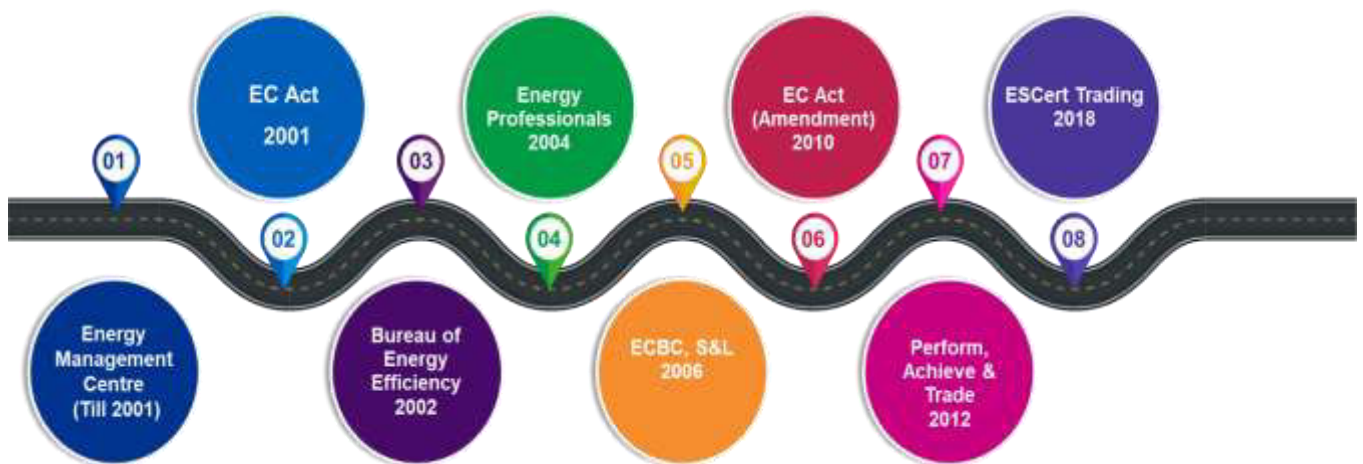 01
Energy
Management
Centre
(Till 2001)
02
EC Act
2001
03
Bureau of
Energy
Efficiency
2002
04
Energy
Professionals
2004
05
ECBC, S&L
2006
06
EC Act
(Amendment)
2010
07
Perform,
Achieve &
Trade
2012
08
ESCert Trading
2018